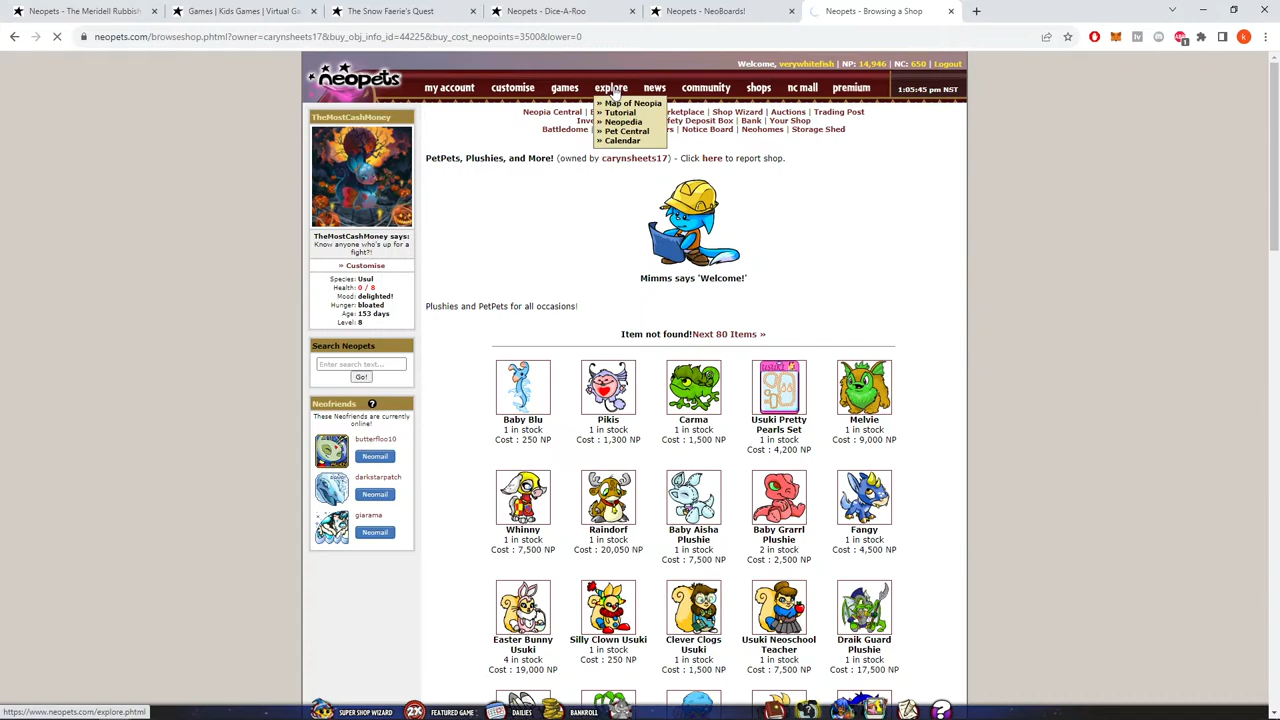 Neopets - The Meridell Rubbish
Games | Kids Games | Virtual Ga
The Snow Faerie's Quest
Neopets - Dice-A-Roo
Neopets - NeoBoards!
Neopets - Browsing a Shop
neopets.com/browseshop.phtml?owner=carynsheets17&buy_obj_info_id=44225&buy_cost_neopoints=3500&lower=0
Welcome, verywhitefish | NP: 14,946 | NC: 650 | Logout
neopets
my account customise games explore news community shops nc mall premium
1:05:45 pm NST
» Map of Neopia
» Tutorial
» Neopedia
» Pet Central
» Calendar
Neopia Central | rketplace | Shop Wizard | Auctions | Trading Post
Inve fety Deposit Box | Bank | Your Shop
Battledome rs | Notice Board | Neohomes | Storage Shed
TheMostCashMoney
TheMostCashMoney says:
Know anyone who's up for a
fight?!
» Customise
Species: Usul
Health: 0 / 8
Mood: delighted!
Hunger: bloated
Age: 153 days
Level: 8
Search Neopets
Enter search text...
Go!
Neofriends ?
These Neofriends are currently
online!
butterfloo10
Neomail
darkstarpatch
Neomail
giarama
Neomail
PetPets, Plushies, and More! (owned by carynsheets17) - Click here to report shop.
Mimms says 'Welcome!'
Plushies and PetPets for all occasions!
Item not found!Next 80 Items »
Baby Blu
1 in stock
Cost : 250 NP
Pikis
1 in stock
Cost : 1,300 NP
Carma
1 in stock
Cost : 1,500 NP
Usuki Pretty
Pearls Set
1 in stock
Cost : 4,200 NP
Melvie
1 in stock
Cost : 9,000 NP
Whinny
1 in stock
Cost : 7,500 NP
Raindorf
1 in stock
Cost : 20,050 NP
Baby Aisha
Plushie
1 in stock
Cost : 7,500 NP
Baby Grarrl
Plushie
2 in stock
Cost : 2,500 NP
Fangy
1 in stock
Cost : 4,500 NP
Easter Bunny
Usuki
4 in stock
Cost : 19,000 NP
Silly Clown Usuki
1 in stock
Cost : 250 NP
Clever Clogs
Usuki
1 in stock
Cost : 1,500 NP
Usuki Neoschool
Teacher
1 in stock
Cost : 7,500 NP
Draik Guard
Plushie
1 in stock
Cost : 17,500 NP
https://www.neopets.com/explore.phtml
SUPER SHOP WIZARD 2X FEATURED GAME DAILIES BANKROLL